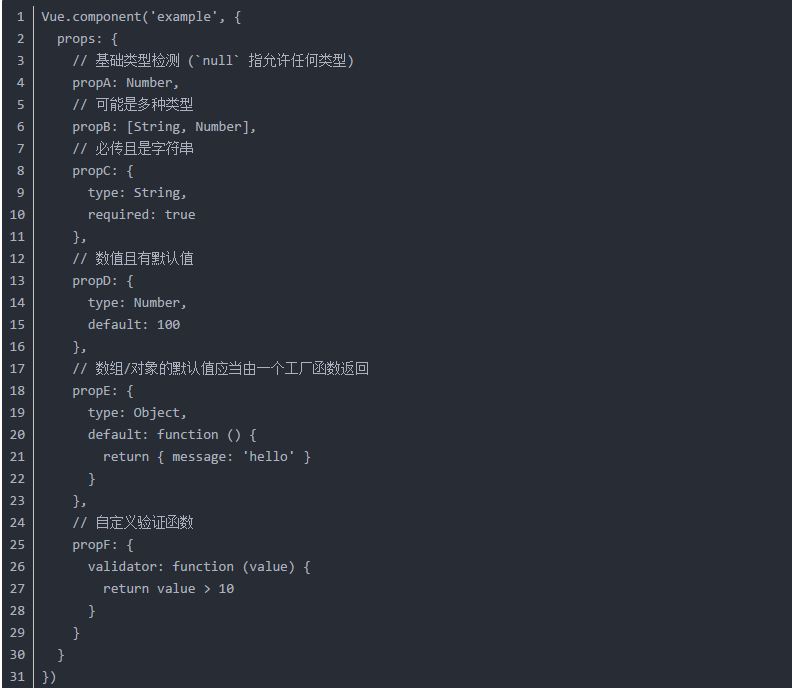 1 Vue.component('example', {
2   props: {
3     // 基础类型检测 (`null` 指允许任何类型)
4     propA: Number,
5     // 可能是多种类型
6     propB: [String, Number],
7     // 必传且是字符串
8     propC: {
9       type: String,
10       required: true
11     },
12     // 数值且有默认值
13     propD: {
14       type: Number,
15       default: 100
16     },
17     // 数组/对象的默认值应当由一个工厂函数返回
18     propE: {
19       type: Object,
20       default: function () {
21         return { message: 'hello' }
22       }
23     },
24     // 自定义验证函数
25     propF: {
26       validator: function (value) {
27         return value > 10
28       }
29     }
30   }
31 })